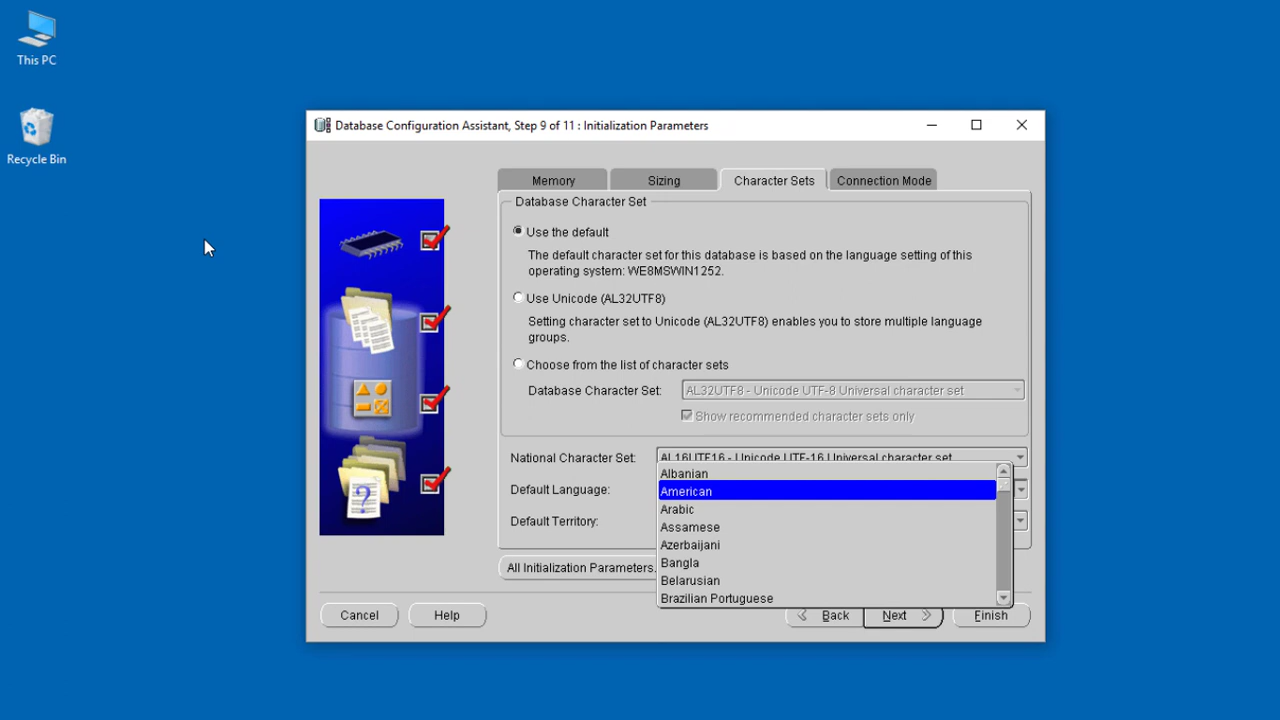 This PC
Recycle Bin
Database Configuration Assistant, Step 9 of 11 : Initialization Parameters
Memory
Sizing
Character Sets
Connection Mode
Database Character Set
Use the default
The default character set for this database is based on the language setting of this
operating system: WE8MSWIN1252.
Use Unicode (AL32UTF8)
Setting character set to Unicode (AL32UTF8) enables you to store multiple language
groups.
Choose from the list of character sets
Database Character Set:
AL32UTF8 - Unicode UTF-8 Universal character set
Show recommended character sets only
National Character Set:
AL16UTF16 - Unicode UTF-16 Universal character set
Default Language:
Default Territory:
Albanian
American
Arabic
Assamese
Azerbaijani
Bangla
Belarusian
Brazilian Portuguese
All Initialization Parameters.
Cancel
Help
Back
Next
Finish